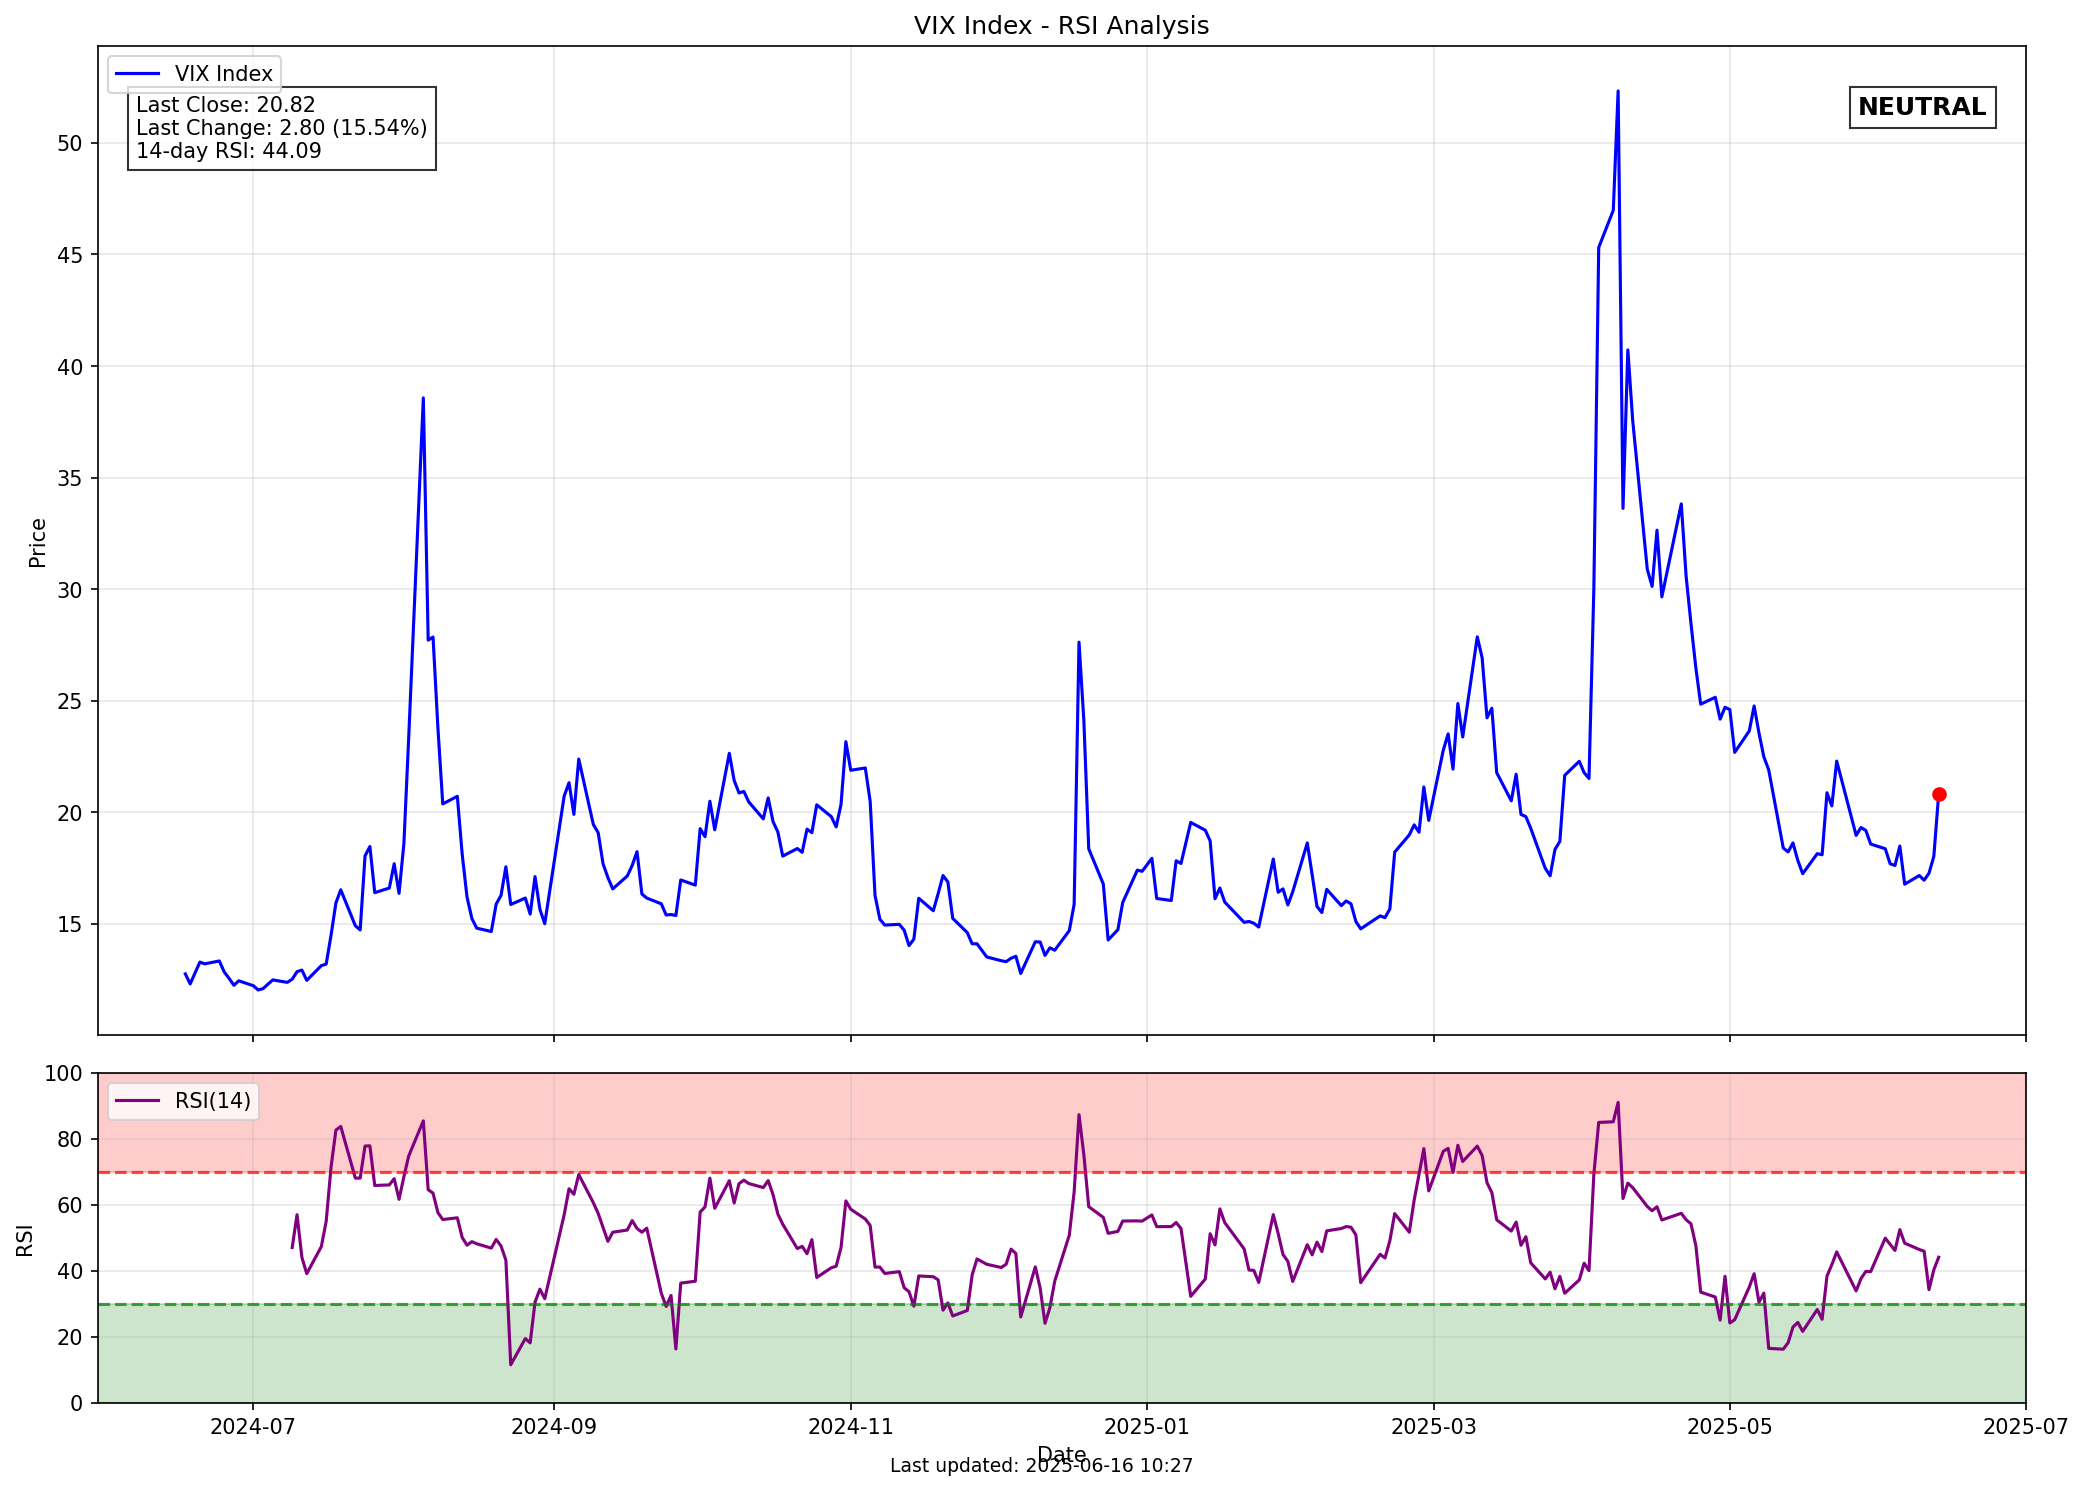 VIX Index - RSI Analysis
VIX Index
Last Close: 20.82
Last Change: 2.80 (15.54%)
14-day RSI: 44.09
NEUTRAL
Price
50
45
40
35
30
25
20
15
RSI(14)
RSI
100
80
60
40
20
0
2024-07 2024-09 2024-11 2025-01 2025-03 2025-05 2025-07
Date
Last updated: 2025-06-16 10:27